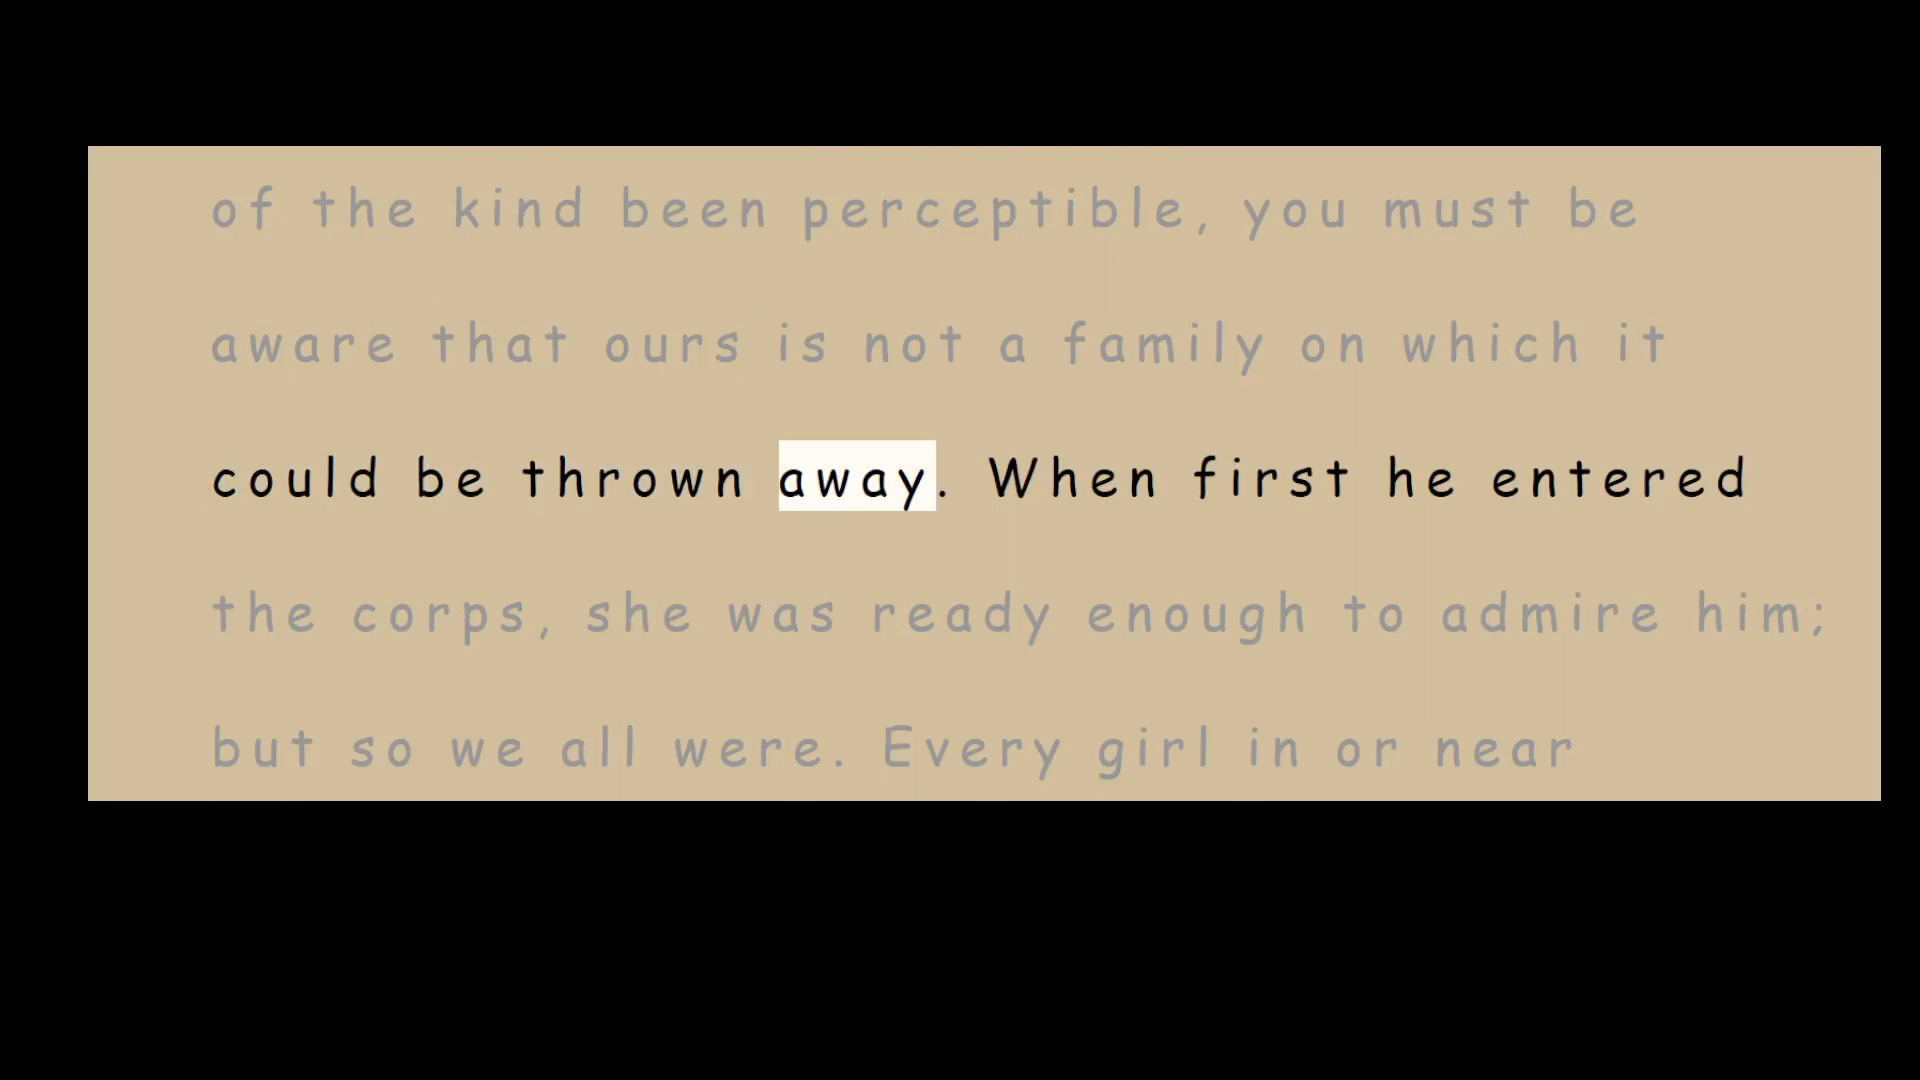 of the kind been perceptible, you must be
aware that ours is not a family on which it
could be thrown away. When first he entered
the corps, she was ready enough to admire him;
but so we all were. Every girl in or near